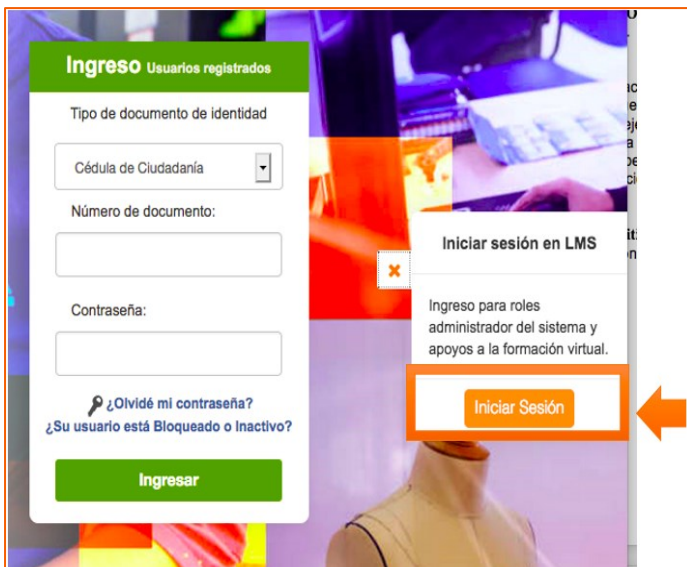 Ingreso Usuarios registrados
Tipo de documento de identidad
Cédula de Ciudadanía
Número de documento:
Contraseña:
¿Olvidé mi contraseña?
¿Su usuario está Bloqueado o Inactivo?
Ingresar
Iniciar sesión en LMS
Ingreso para roles
administrador del sistema y
apoyos a la formación virtual.
Iniciar Sesión